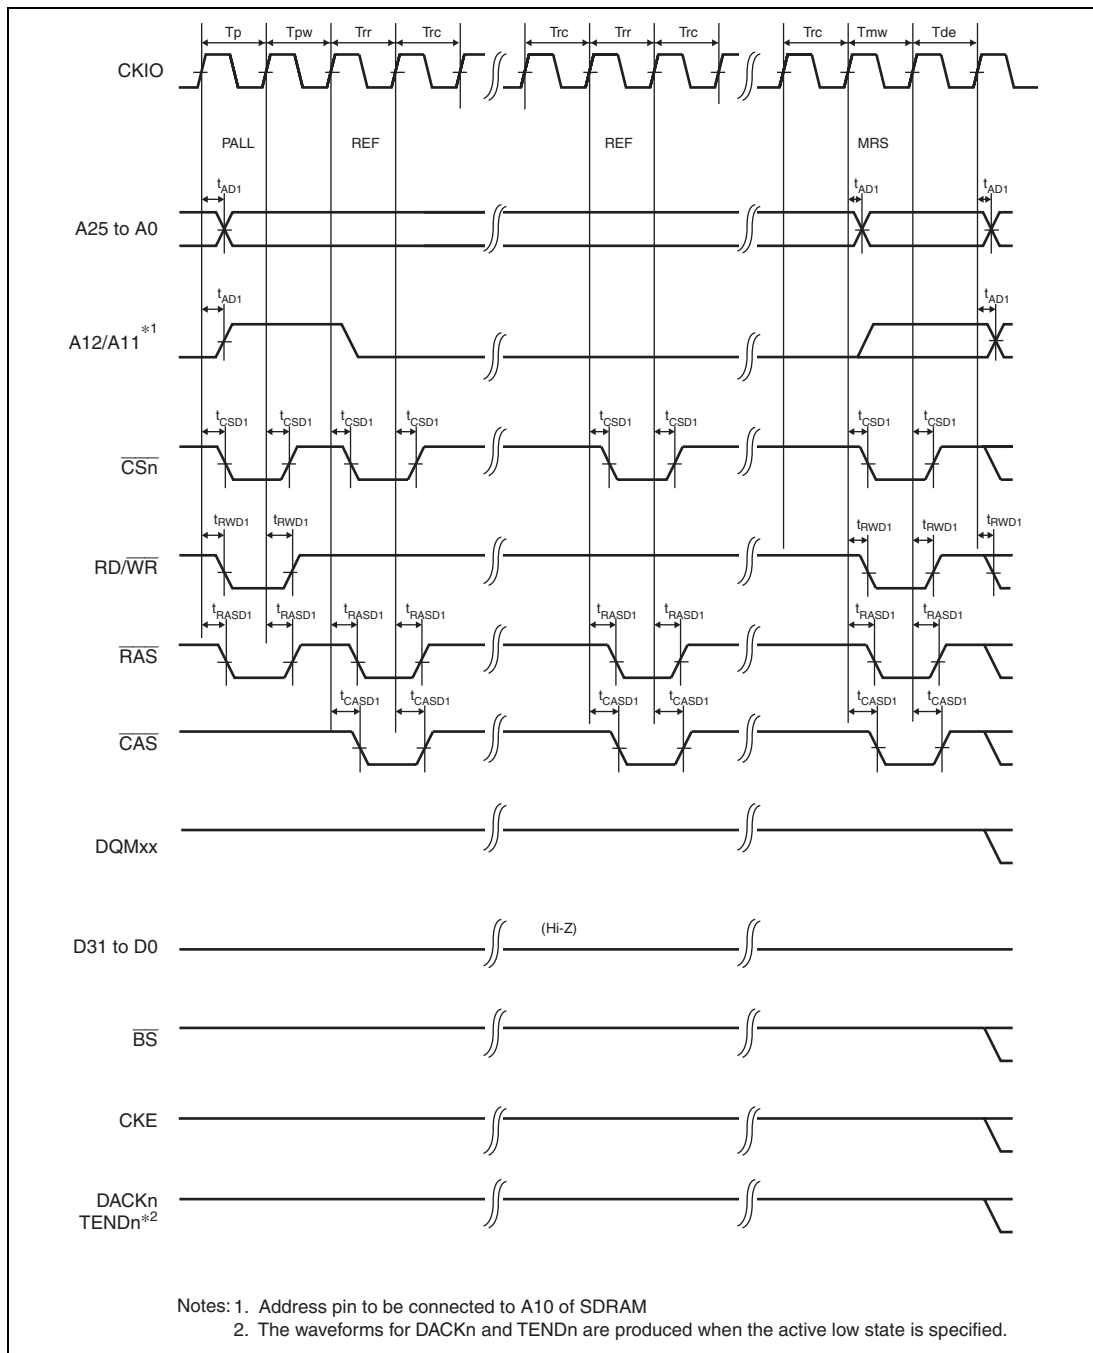 Tp Tpw Trr Trc Trc Trr Trc Trc Tmw Tde
CKIO
PALL REF REF MRS
tAD1 tAD1 tAD1
A25 to A0
tAD1 tAD1
A12/A11*1
tCSD1 tCSD1 tCSD1 tCSD1 tCSD1 tCSD1 tCSD1 tCSD1
CSn
tRWD1 tRWD1 tRWD1 tRWD1 tRWD1
RD/WR
tRASD1 tRASD1 tRASD1 tRASD1 tRASD1 tRASD1 tRASD1 tRASD1
RAS
tCASD1 tCASD1 tCASD1 tCASD1 tCASD1 tCASD1
CAS
DQMxx
(Hi-Z)
D31 to D0
BS
CKE
DACKn
TENDn*2
Notes: 1. Address pin to be connected to A10 of SDRAM
2. The waveforms for DACKn and TENDn are produced when the active low state is specified.